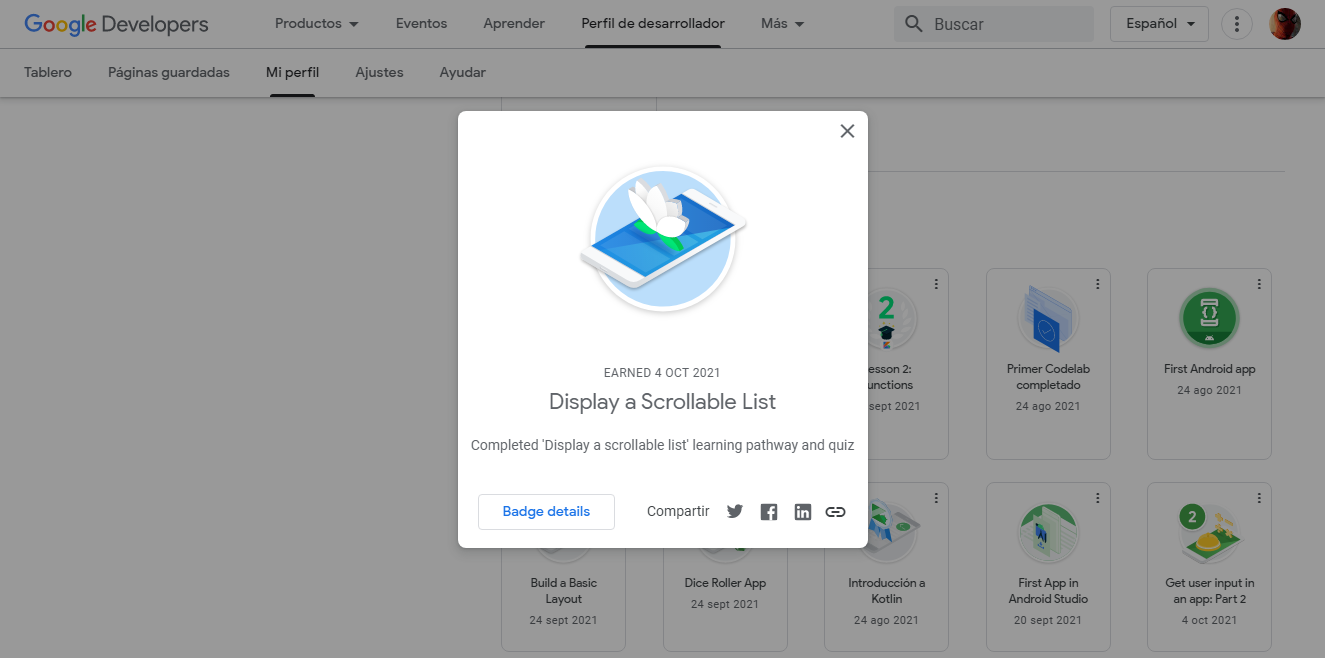 Google Developers
Productos
Eventos
Aprender
Perfil de desarrollador
Más
Buscar
Español
Tablero
Páginas guardadas
Mi perfil
Ajustes
Ayudar
EARNED 4 OCT 2021
Display a Scrollable List
Completed 'Display a scrollable list' learning pathway and quiz
Badge details
Compartir
2
esson 2:
unctions
sept 2021
Primer Codelab
completado
24 ago 2021
First Android app
24 ago 2021
Build a Basic
Layout
24 sept 2021
Dice Roller App
24 sept 2021
Introducción a
Kotlin
24 ago 2021
First App in
Android Studio
20 sept 2021
2
Get user input in
an app: Part 2
4 oct 2021